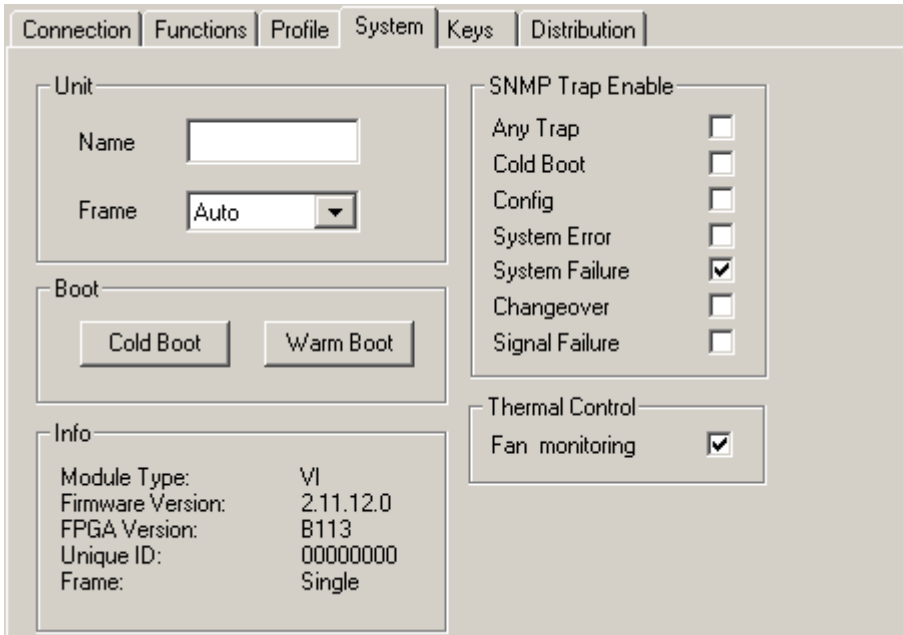 Connection Functions Profile System Keys Distribution
Unit
Name
Frame Auto
Boot
Cold Boot Warm Boot
Info
Module Type: VI
Firmware Version: 2.11.12.0
FPGA Version: B113
Unique ID: 00000000
Frame: Single
SNMP Trap Enable
Any Trap
Cold Boot
Config
System Error
System Failure
Changeover
Signal Failure
Thermal Control
Fan monitoring